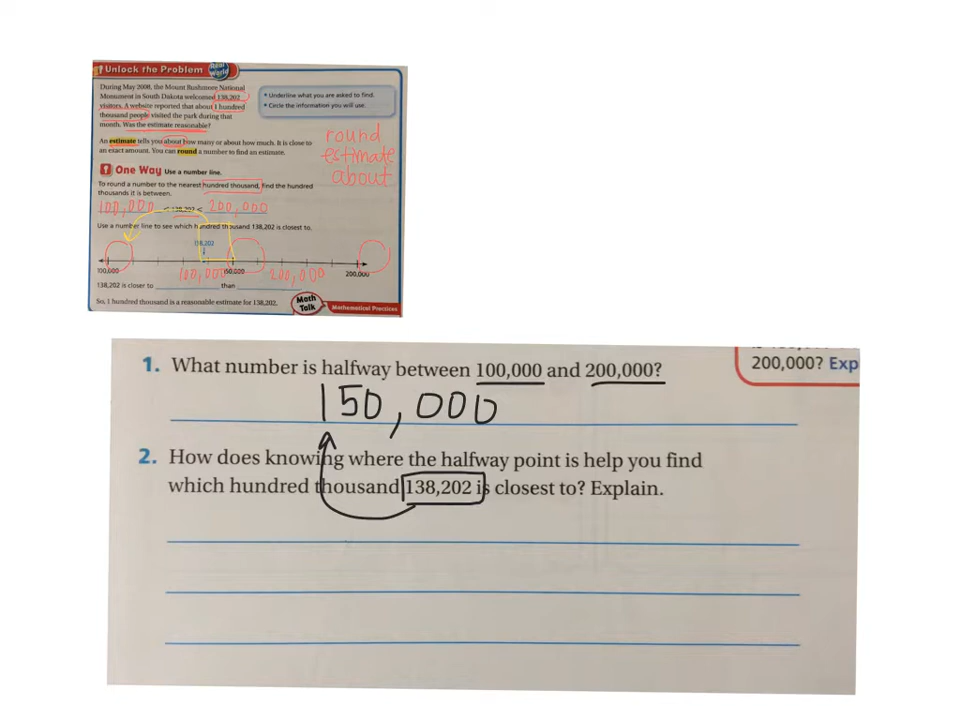 Unlock the Problem Real World
During May 2008, the Mount Rushmore National
Monument in South Dakota welcomed 138,202
visitors. A website reported that about 1 hundred
thousand people visited the park during that
month. Was the estimate reasonable?
• Underline what you are asked to find.
• Circle the information you will use.
An estimate tells you about how many or about how much. It is close to
an exact amount. You can round a number to find an estimate.
round
estimate
about
One Way Use a number line.
To round a number to the nearest hundred thousand, find the hundred
thousands it is between.
100,000 < 138,202 < 200,000
Use a number line to see which hundred thousand 138,202 is closest to.
138,202
100,000 150,000 200,000
100,000 200,000
138,202 is closer to ____ than ____.
So, 1 hundred thousand is a reasonable estimate for 138,202.
Math
Talk
Mathematical Practices
200,000? Exp
1. What number is halfway between 100,000 and 200,000?
150,000
2. How does knowing where the halfway point is help you find
which hundred thousand 138,202 is closest to? Explain.